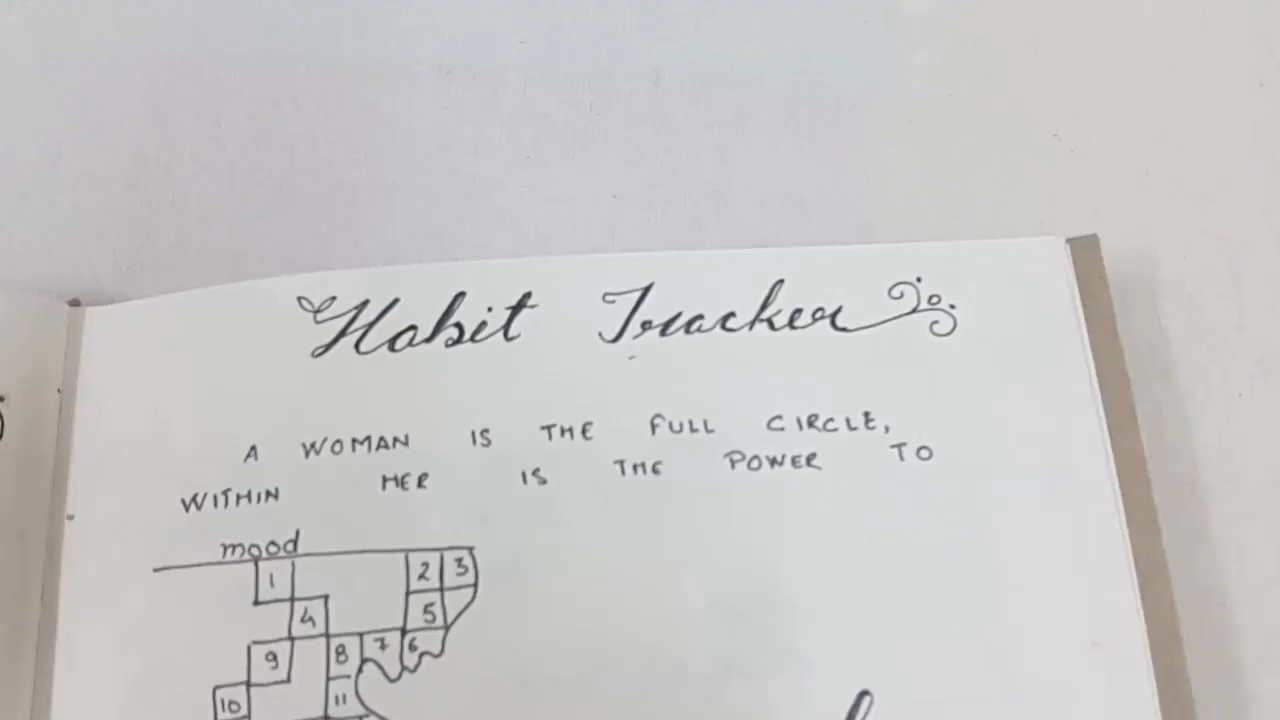 Habit Tracker
A WOMAN IS THE FULL CIRCLE,
WITHIN HER IS THE POWER TO
mood
1 2 3
4 5
9 8 7 6
10 11